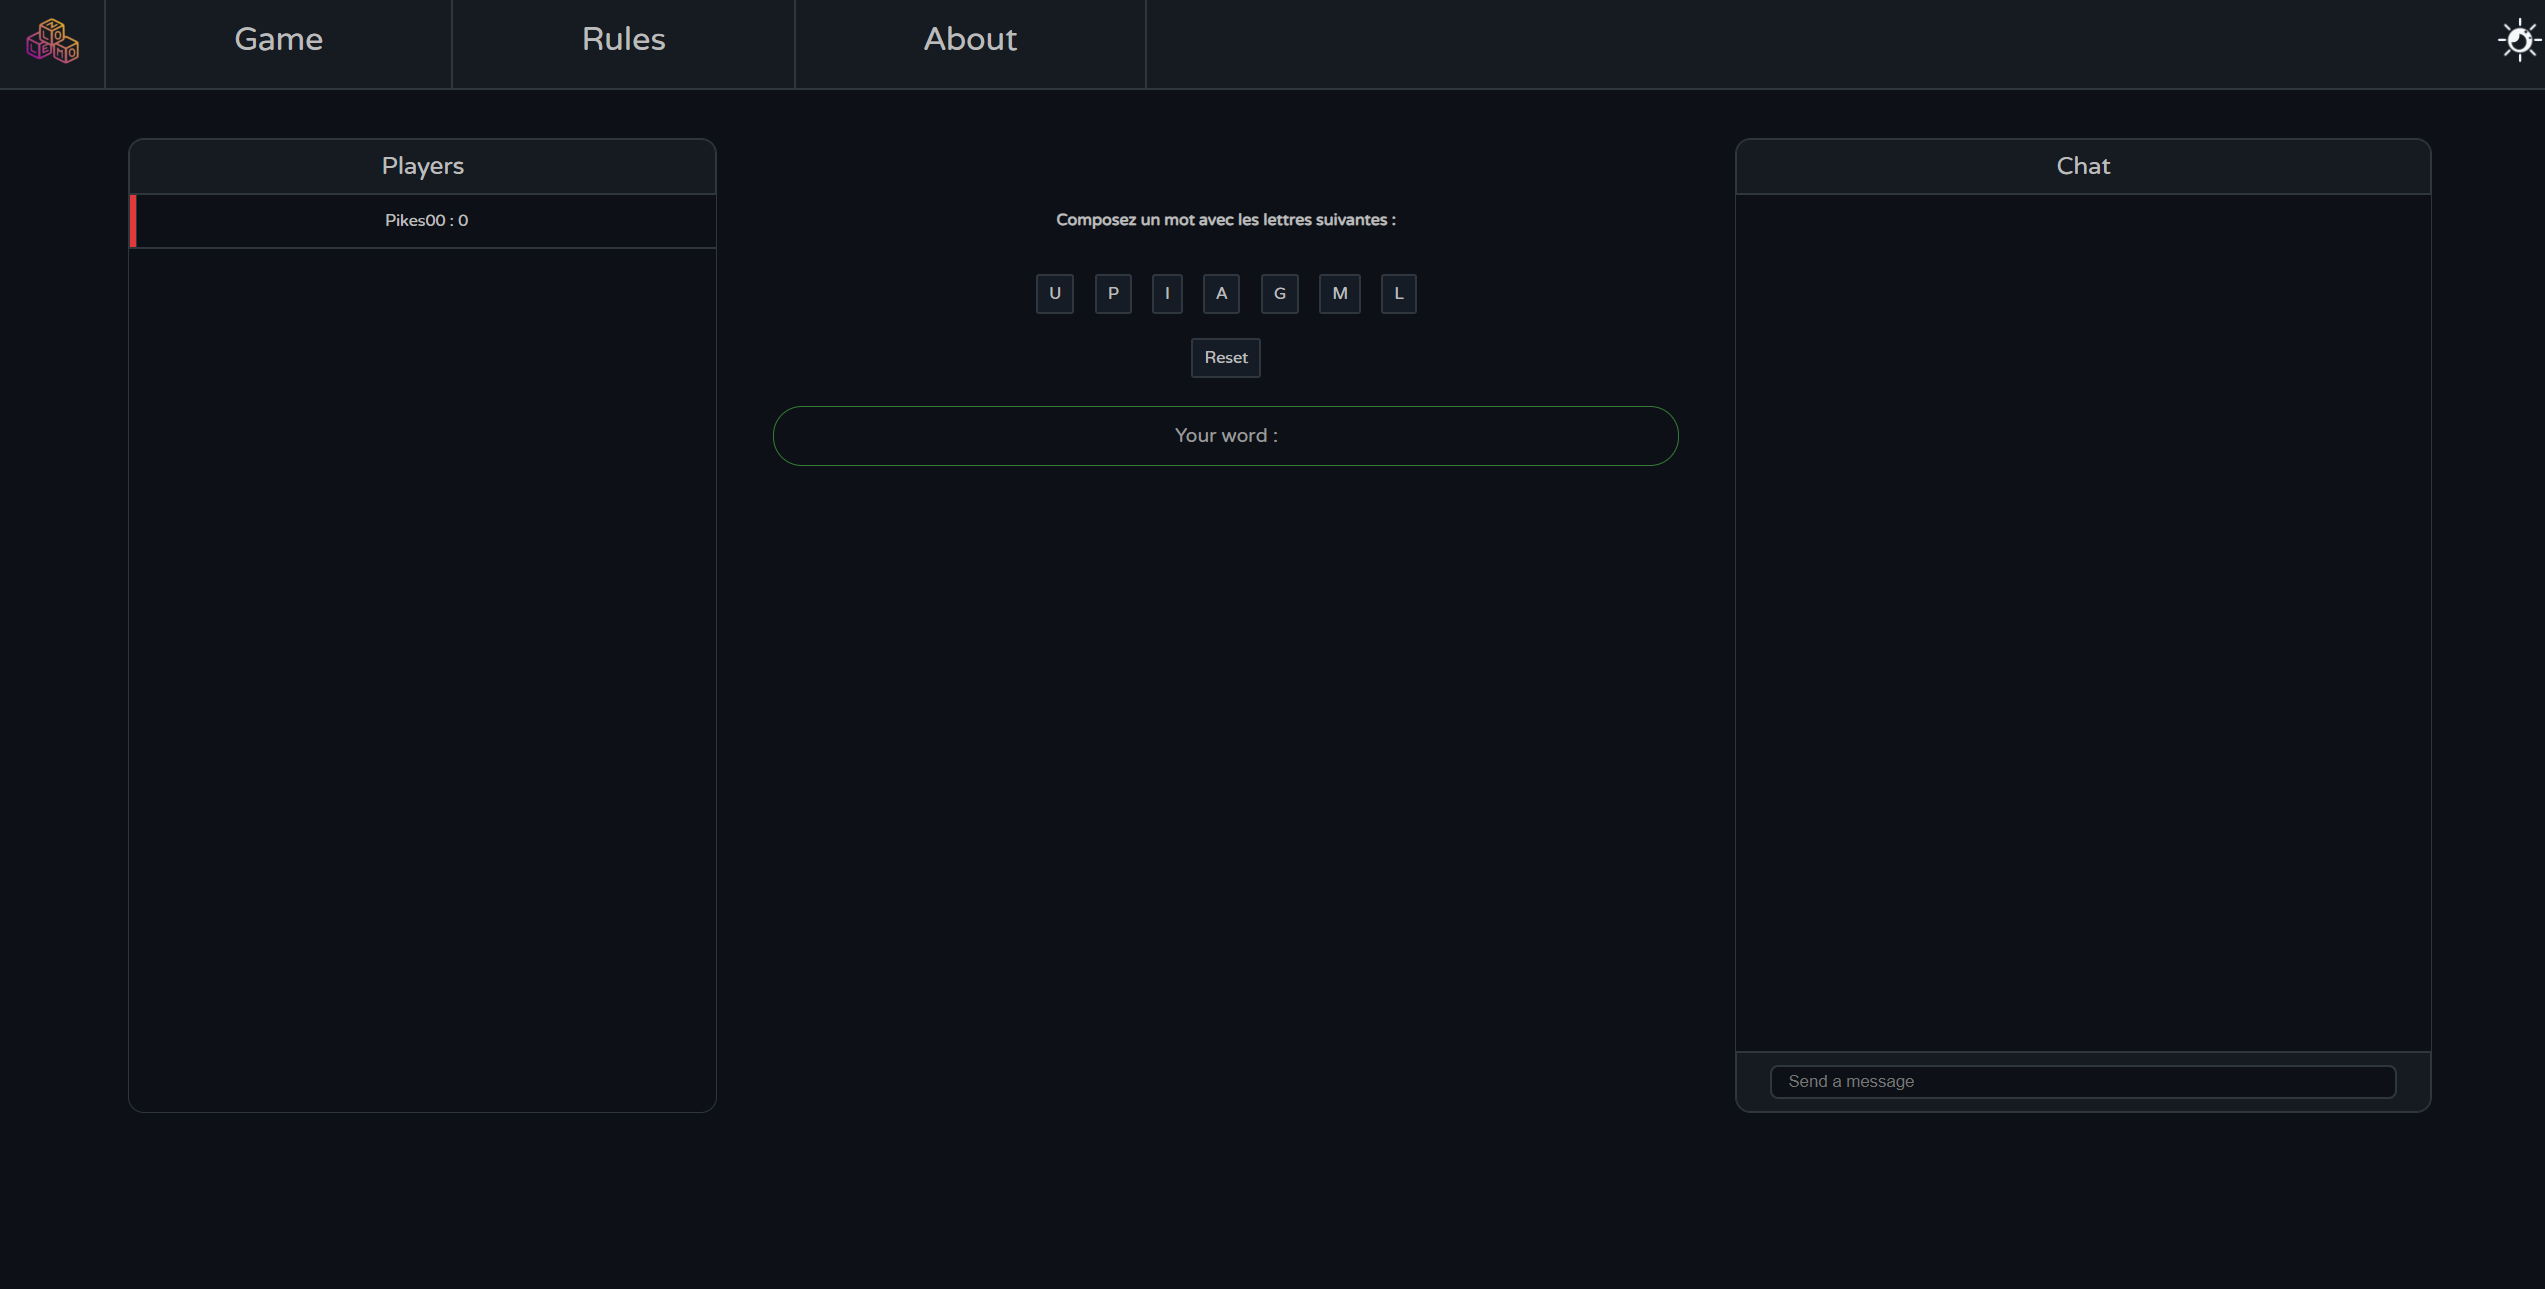 Game
Rules
About
Players
Pikes00 : 0
Composez un mot avec les lettres suivantes :
U P I A G M L
Reset
Your word :
Chat
Send a message